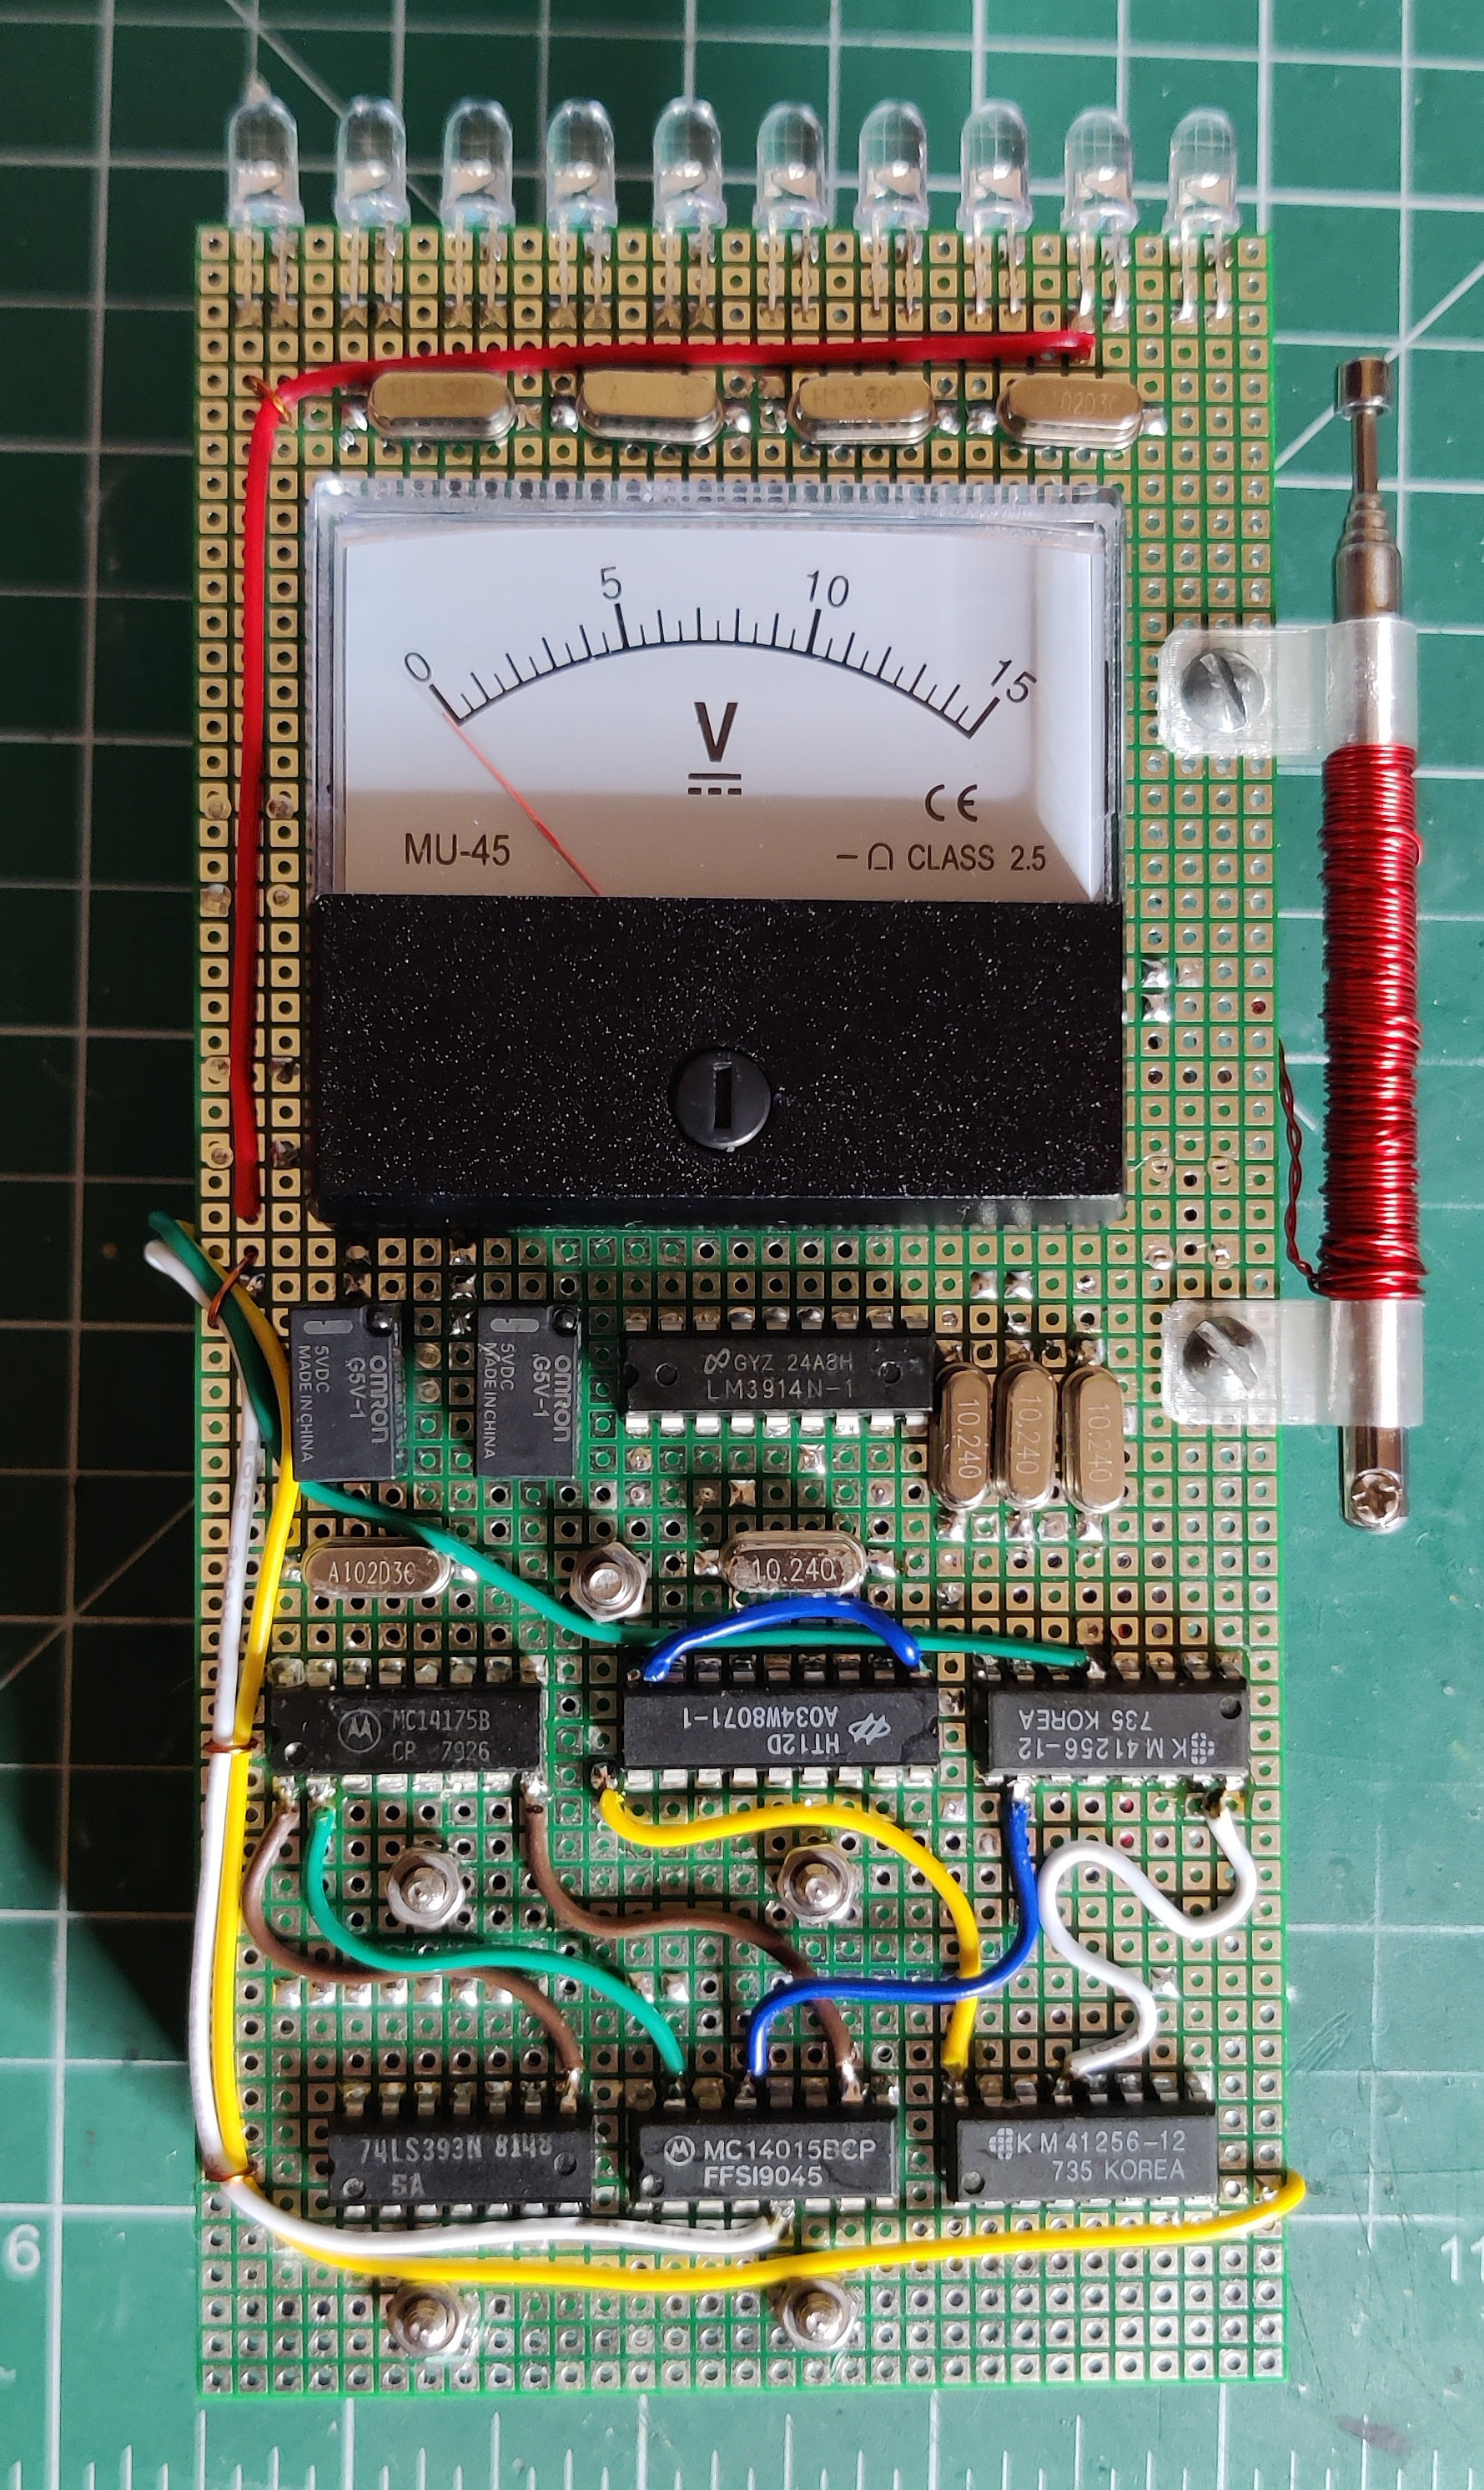 H13.560
H13.560
102D3C
0
5
10
15
V
CE
MU-45
CLASS 2.5
5VDC
MADE IN CHINA
G5V-1
omron
5VDC
MADE IN CHINA
G5V-1
omron
GYZ 24A8H
LM3914N-1
10.240
10.240
10.240
A102D3C
10.240
MC14175B
CP 7926
HT12D
A034W8071-1
KM41256-12
735 KOREA
74LS393N 8148
5A
MC14015BCP
FFSI9045
KM41256-12
735 KOREA
6
11